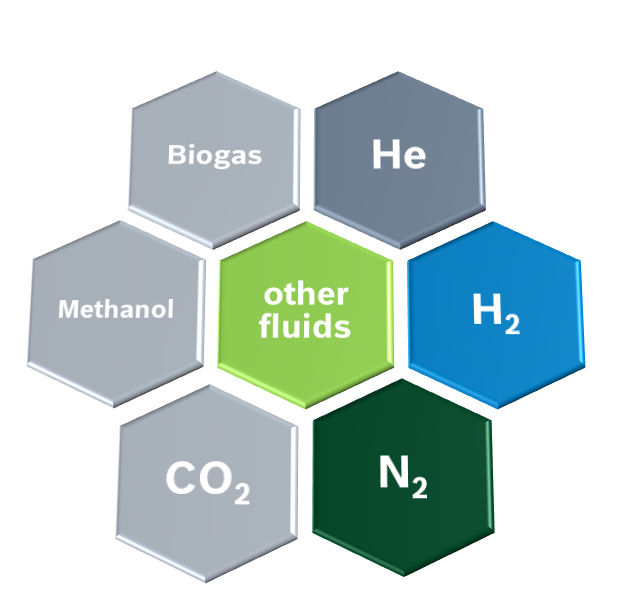 Biogas
He
Methanol
other
fluids
H₂
CO₂
N₂